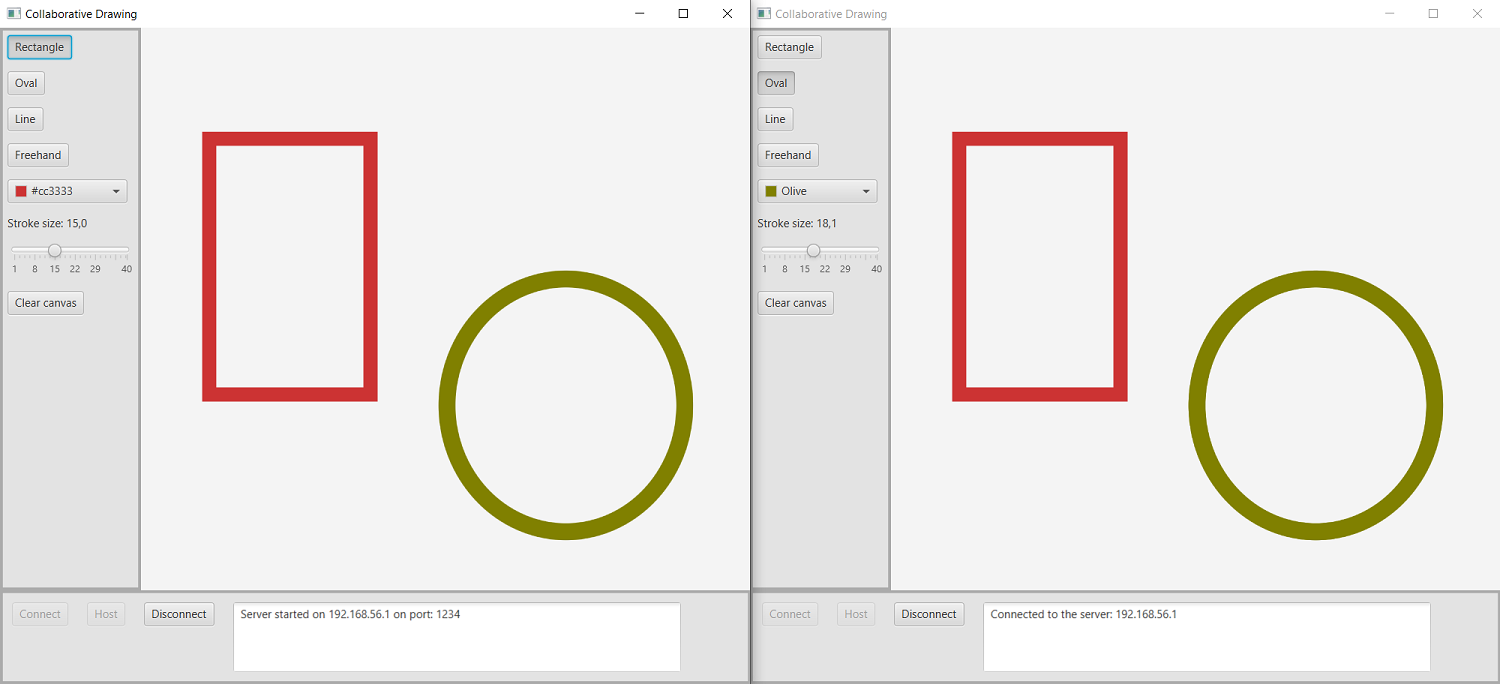 Collaborative Drawing
Rectangle
Oval
Line
Freehand
#cc3333
Stroke size: 15,0
1 8 15 22 29 40
Clear canvas
Connect Host Disconnect
Server started on 192.168.56.1 on port: 1234
Collaborative Drawing
Rectangle
Oval
Line
Freehand
Olive
Stroke size: 18,1
1 8 15 22 29 40
Clear canvas
Connect Host Disconnect
Connected to the server: 192.168.56.1